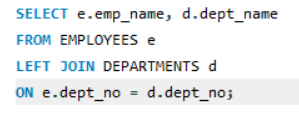 SELECT e.emp_name, d.dept_name
FROM EMPLOYEES e
LEFT JOIN DEPARTMENTS d
ON e.dept_no = d.dept_no;